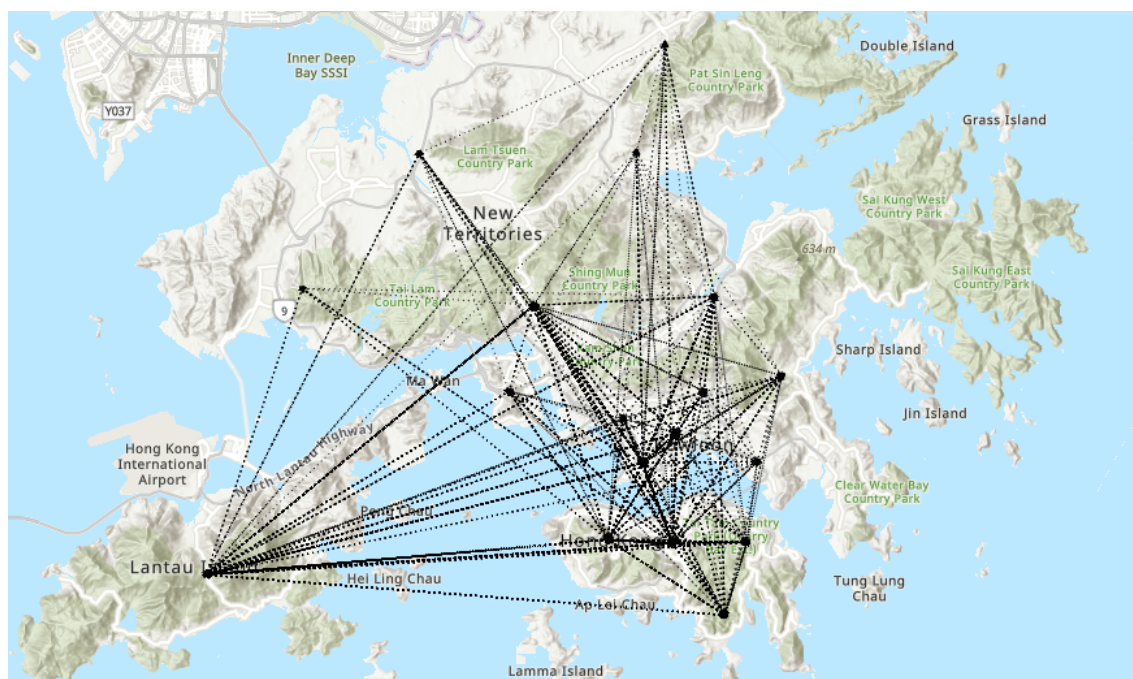 Double Island
Inner Deep
Bay SSSI
Pat Sin Leng
Country Park
Y037
Grass Island
Lam Tsuen
Country Park
Sai Kung West
Country Park
New
Territories
634 m
Shing Mun
Country Park
Sai Kung East
Country Park
Tai Lam
Country Park
9
Sharp Island
Ma Wan
Jin Island
Hong Kong
International
Airport
North Lantau Highway
Clear Water Bay
Country Park
Peng Chau
Country
Lantau
Hei Ling Chau
Tung Lung
Chau
Ap Lei Chau
Lamma Island